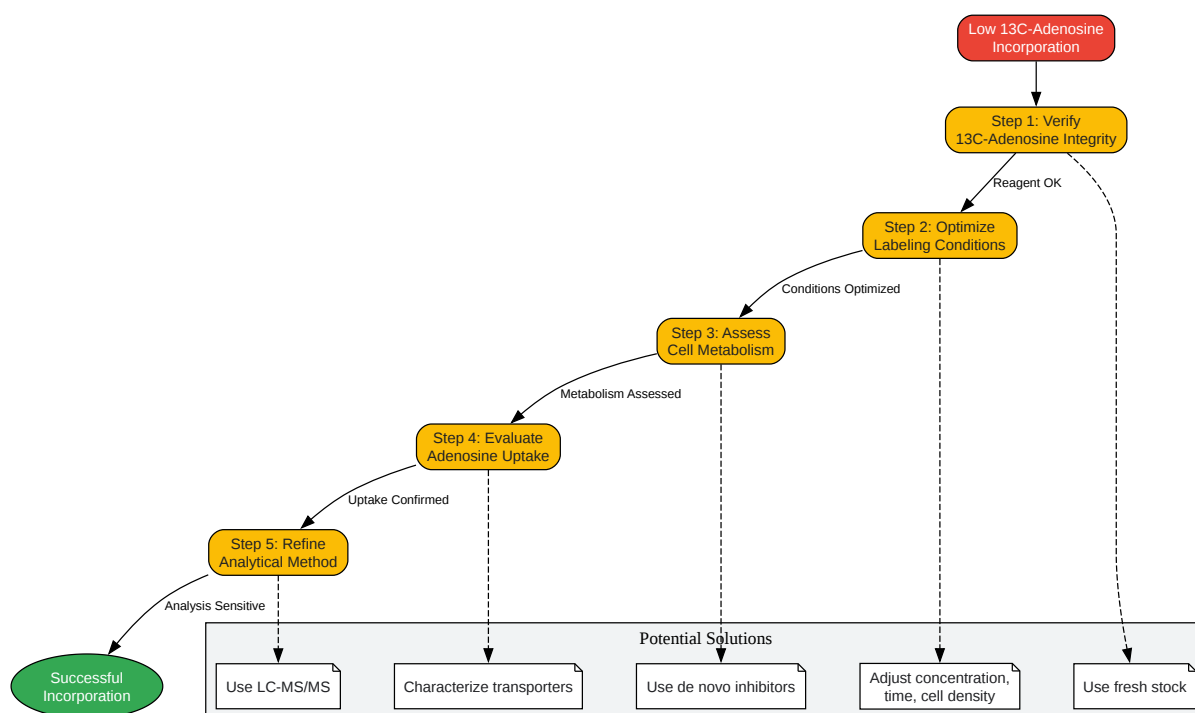 Low 13C-Adenosine
Incorporation
Step 1: Verify
13C-Adenosine Integrity
Reagent OK
Step 2: Optimize
Labeling Conditions
Conditions Optimized
Step 3: Assess
Cell Metabolism
Metabolism Assessed
Step 4: Evaluate
Adenosine Uptake
Uptake Confirmed
Step 5: Refine
Analytical Method
Analysis Sensitive
Potential Solutions
Successful
Incorporation
Use LC-MS/MS
Characterize transporters
Use de novo inhibitors
Adjust concentration,
time, cell density
Use fresh stock